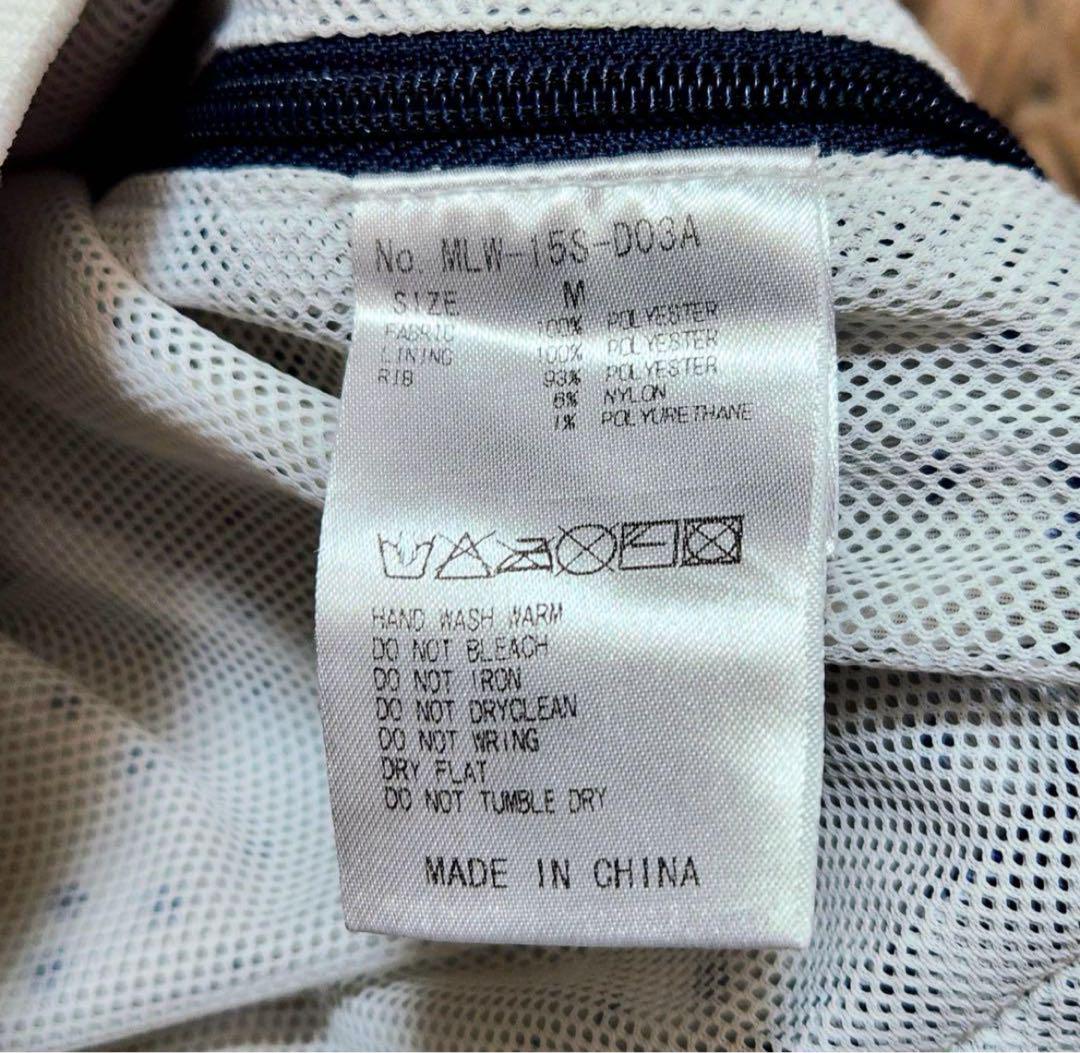 No. MLW-15S-D03A
SIZE M
FABRIC 100% POLYESTER
LINING 100% POLYESTER
RIB 93% POLYESTER
6% NYLON
1% POLYURETHANE
HAND WASH WARM
DO NOT BLEACH
DO NOT IRON
DO NOT DRYCLEAN
DO NOT WRING
DRY FLAT
DO NOT TUMBLE DRY
MADE IN CHINA